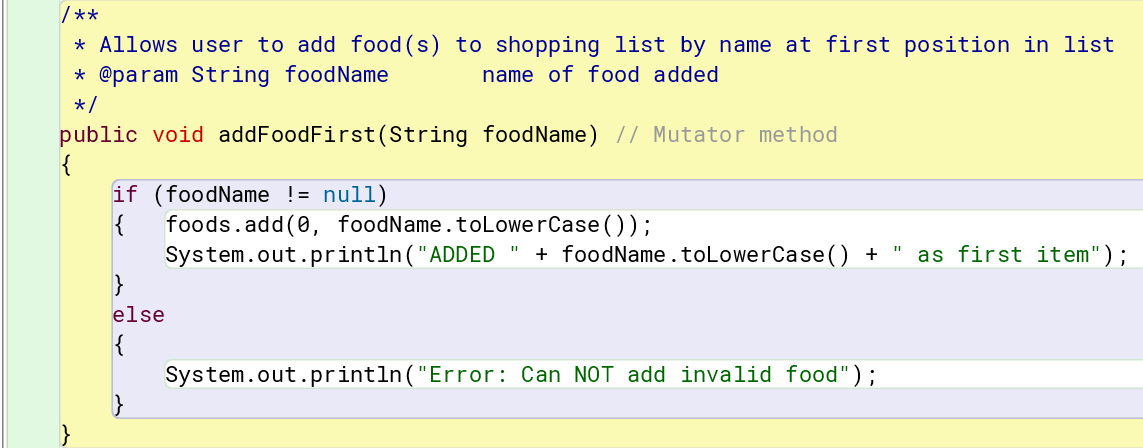 /**
 * Allows user to add food(s) to shopping list by name at first position in list
 * @param String foodName       name of food added
 */
public void addFoodFirst(String foodName) // Mutator method
{
    if (foodName != null)
    {   foods.add(0, foodName.toLowerCase());
        System.out.println("ADDED " + foodName.toLowerCase() + " as first item");
    }
    else
    {
        System.out.println("Error: Can NOT add invalid food");
    }
}